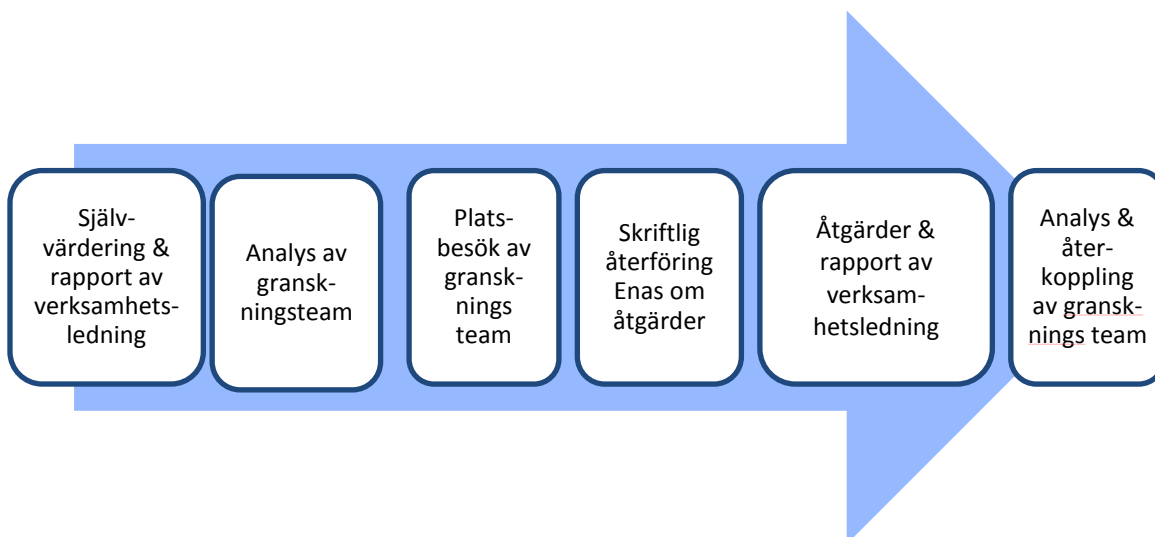 Själv-
värdering &
rapport av
verksamhets-
ledning
Analys av
gransk-
ningsteam
Plats-
besök av
gransk-
nings
team
Skriftlig
återföring
Enas om
åtgärder
Åtgärder &
rapport av
verksam-
hetsledning
Analys &
åter-
koppling
av gransk-
nings team